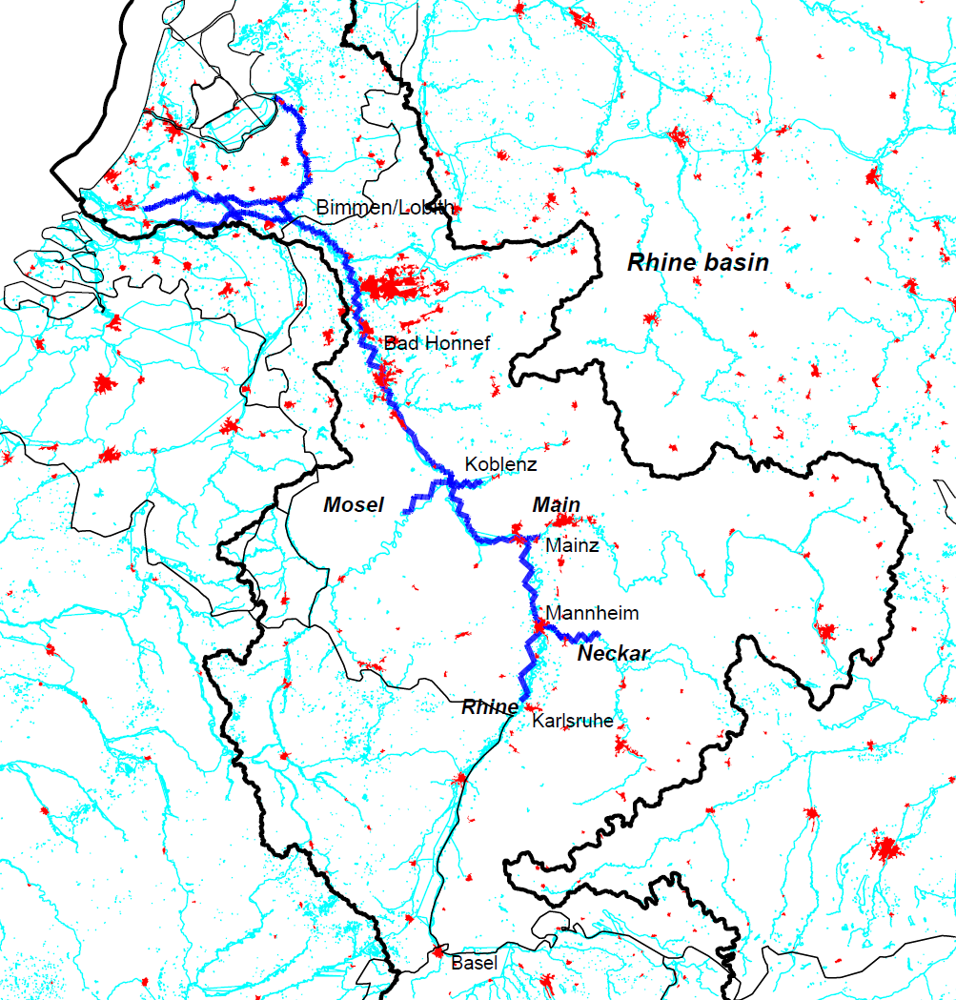 Bimmen/Lobith
Rhine basin
Bad Honnef
Koblenz
Mosel
Main
Mainz
Mannheim
Neckar
Rhine
Karlsruhe
Basel